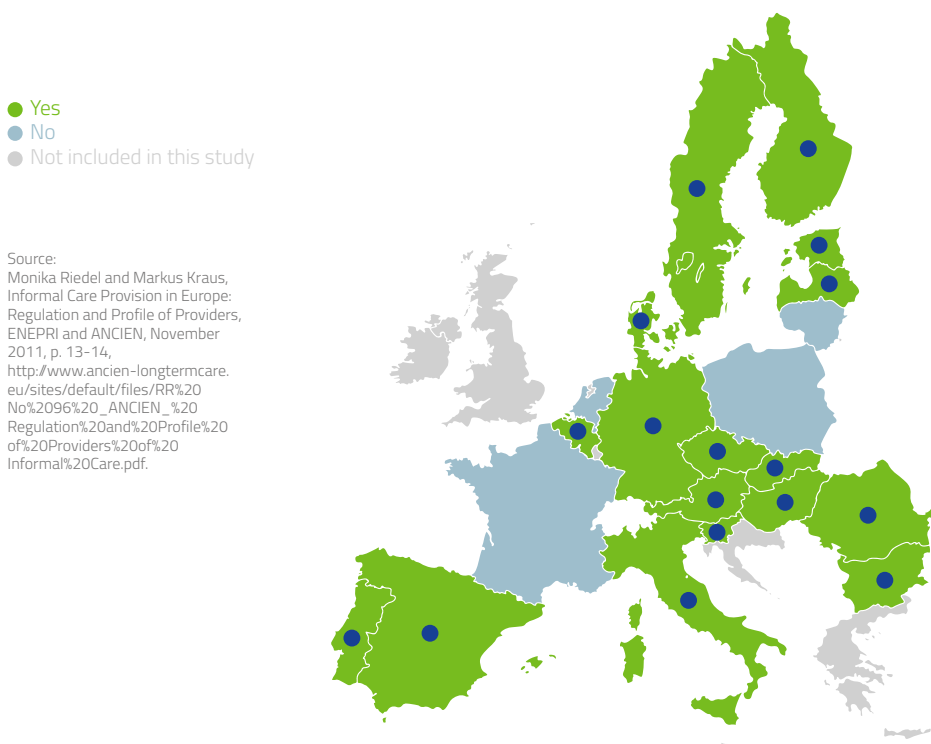 Yes
No
Not included in this study
Source:
Monika Riedel and Markus Kraus,
Informal Care Provision in Europe:
Regulation and Profile of Providers,
ENEPRI and ANCIEN, November
2011, p. 13-14,
http://www.ancien-longtermcare.
eu/sites/default/files/RR%20
No%2096%20_ANCIEN_%20
Regulation%20and%20Profile%20
of%20Providers%20of%20
Informal%20Care.pdf.